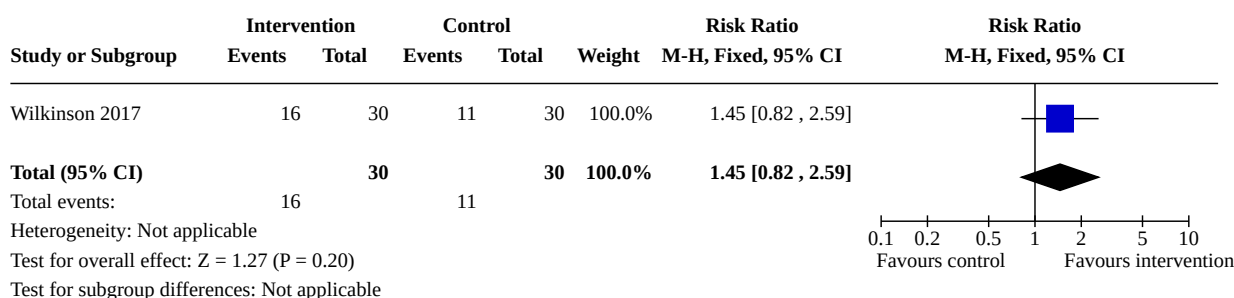 Intervention Control Risk Ratio Risk Ratio
Study or Subgroup Events Total Events Total Weight M-H, Fixed, 95% CI M-H, Fixed, 95% CI
Wilkinson 2017 16 30 11 30 100.0% 1.45 [0.82 , 2.59]
Total (95% CI) 30 30 100.0% 1.45 [0.82 , 2.59]
Total events: 16 11
Heterogeneity: Not applicable
0.1 0.2 0.5 1 2 5 10
Test for overall effect: Z = 1.27 (P = 0.20) Favours control Favours intervention
Test for subgroup differences: Not applicable